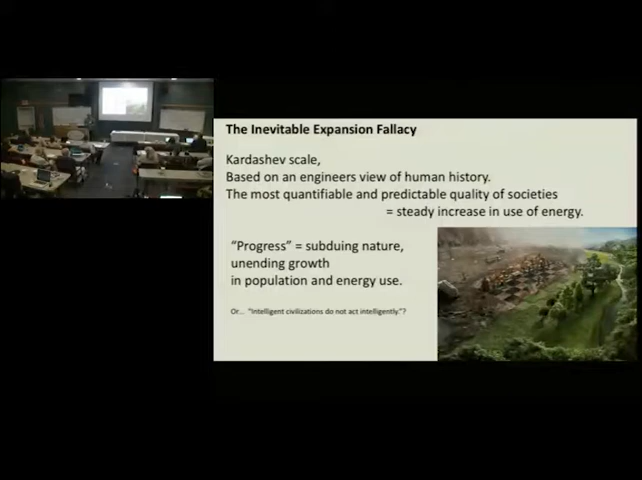 The Inevitable Expansion Fallacy
Kardashev scale,
Based on an engineers view of human history.
The most quantifiable and predictable quality of societies
= steady increase in use of energy.
“Progress” = subduing nature,
unending growth
in population and energy use.
Or... “Intelligent civilizations do not act intelligently.”?